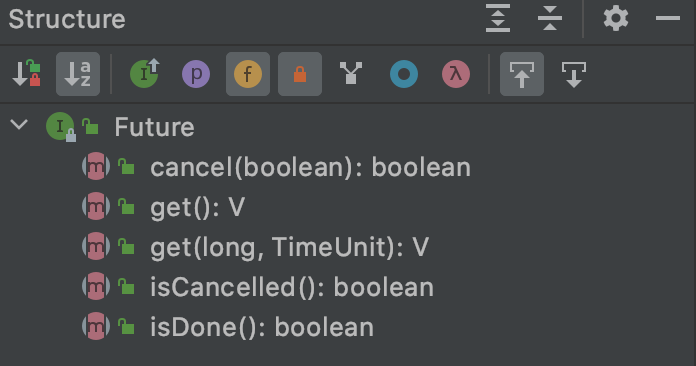 Structure
a
z
I p f λ
I Future
m cancel(boolean): boolean
m get(): V
m get(long, TimeUnit): V
m isCancelled(): boolean
m isDone(): boolean